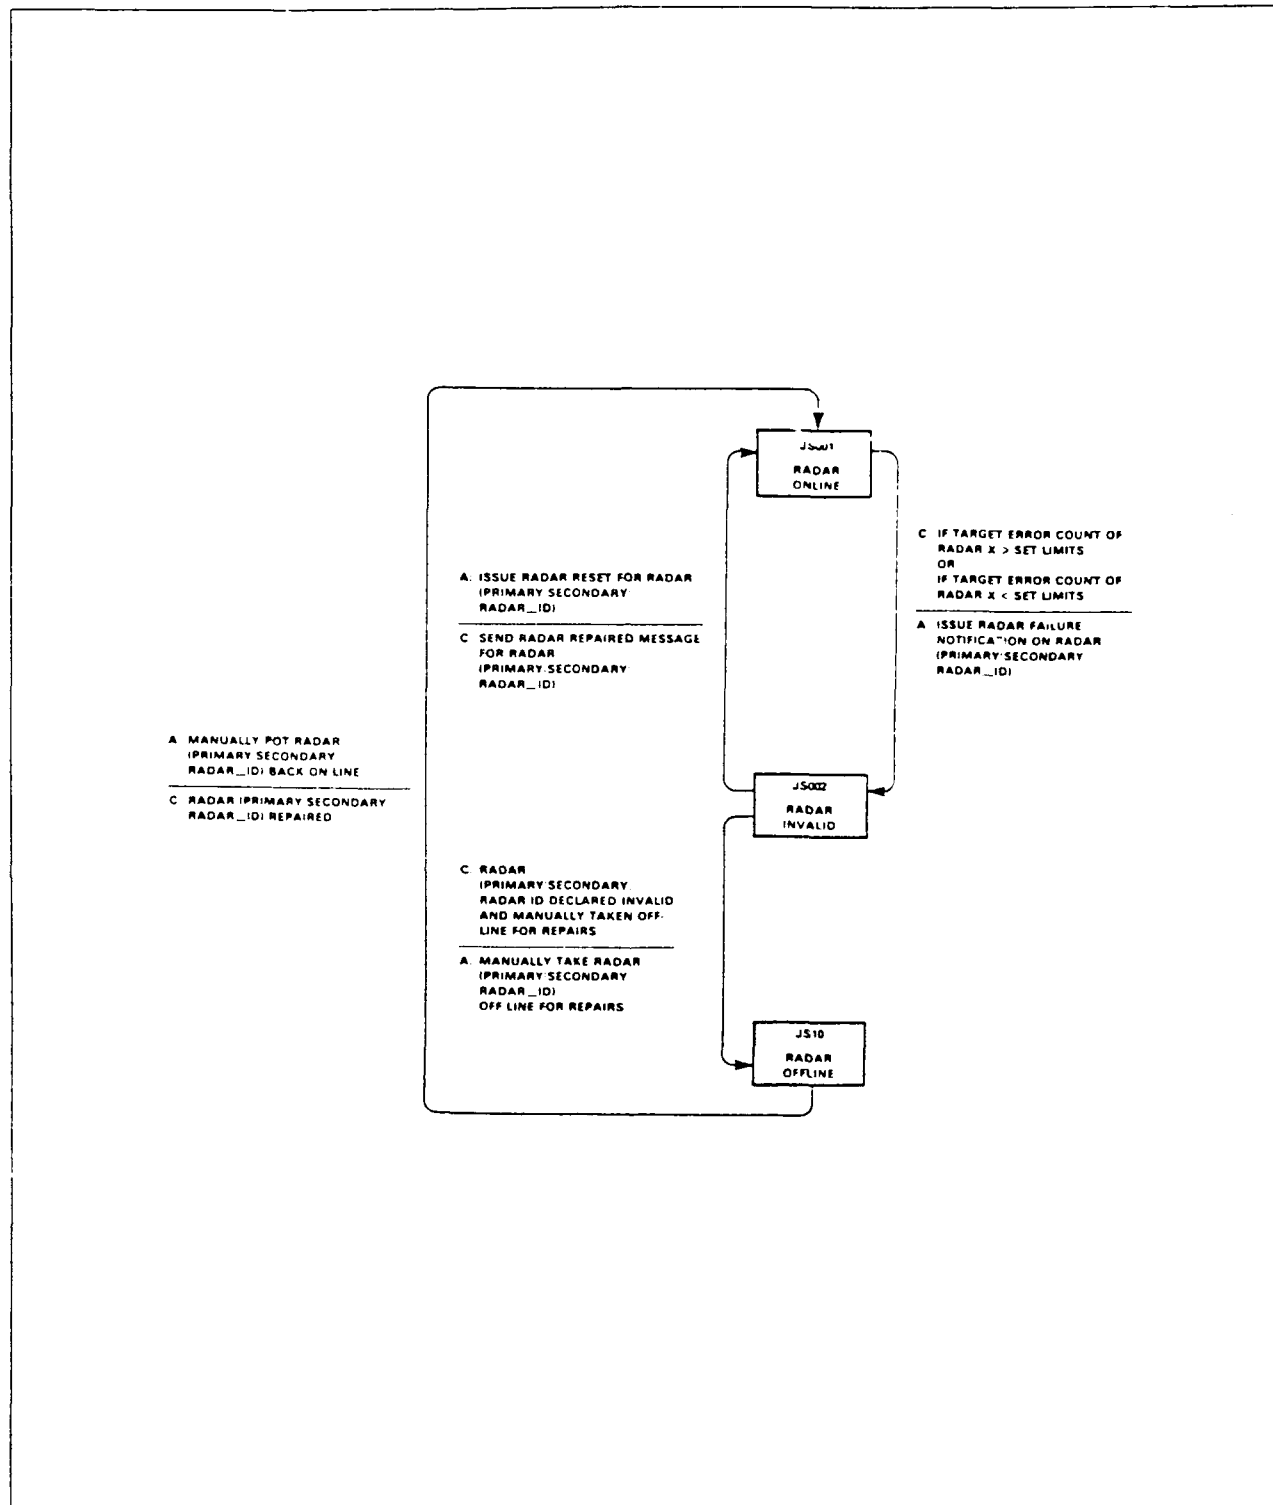 JS001
RADAR
ONLINE
C IF TARGET ERROR COUNT OF
RADAR X > SET LIMITS
OR
IF TARGET ERROR COUNT OF
RADAR X < SET LIMITS
A ISSUE RADAR FAILURE
NOTIFICATION ON RADAR
(PRIMARY:SECONDARY
RADAR_ID)
A. ISSUE RADAR RESET FOR RADAR
(PRIMARY SECONDARY
RADAR_ID)
C SEND RADAR REPAIRED MESSAGE
FOR RADAR
(PRIMARY:SECONDARY
RADAR_ID)
A MANUALLY POT RADAR
(PRIMARY SECONDARY
RADAR_ID) BACK ON LINE
C RADAR (PRIMARY SECONDARY
RADAR_ID) REPAIRED
JS002
RADAR
INVALID
C. RADAR
(PRIMARY:SECONDARY.
RADAR ID DECLARED INVALID
AND MANUALLY TAKEN OFF-
LINE FOR REPAIRS
A. MANUALLY TAKE RADAR
(PRIMARY:SECONDARY
RADAR_ID)
OFF LINE FOR REPAIRS
JS10
RADAR
OFFLINE